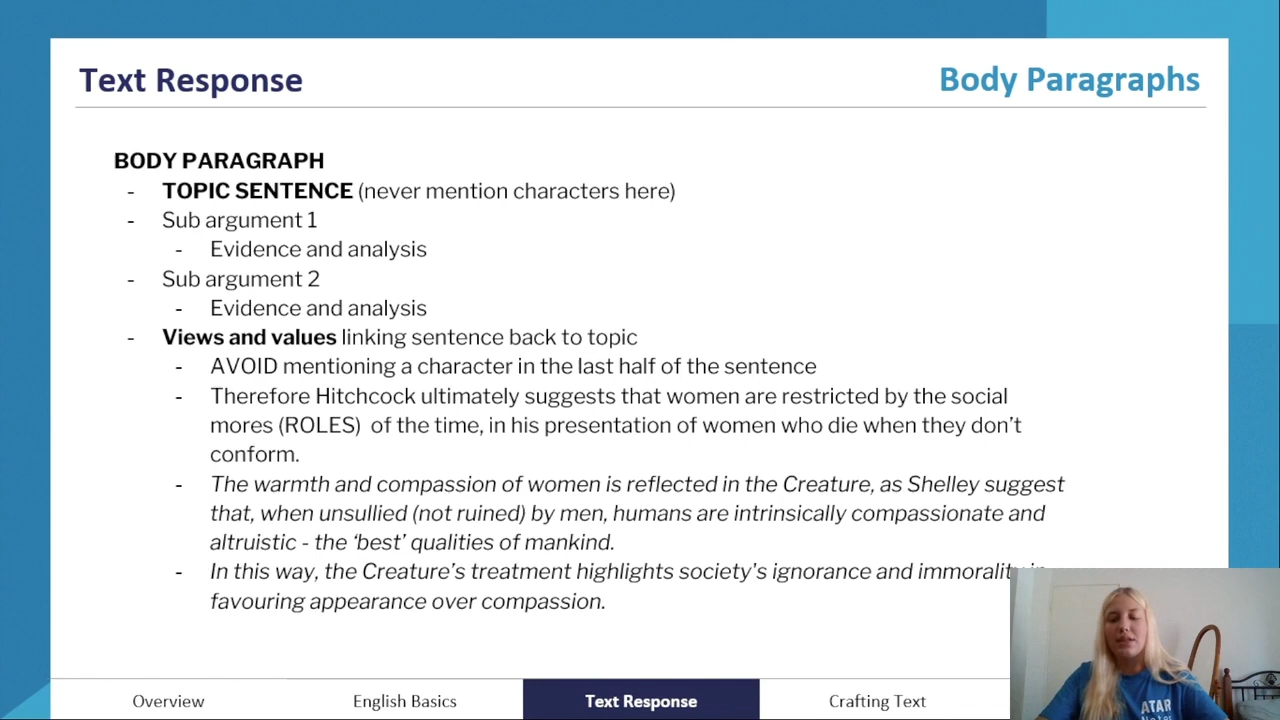 Text Response
Body Paragraphs
BODY PARAGRAPH
- TOPIC SENTENCE (never mention characters here)
- Sub argument 1
- Evidence and analysis
- Sub argument 2
- Evidence and analysis
- Views and values linking sentence back to topic
- AVOID mentioning a character in the last half of the sentence
- Therefore Hitchcock ultimately suggests that women are restricted by the social
mores (ROLES) of the time, in his presentation of women who die when they don't
conform.
- The warmth and compassion of women is reflected in the Creature, as Shelley suggest
that, when unsullied (not ruined) by men, humans are intrinsically compassionate and
altruistic - the ‘best’ qualities of mankind.
- In this way, the Creature's treatment highlights society's ignorance and immorality in
favouring appearance over compassion.
ATAR
Notes
Overview
English Basics
Text Response
Crafting Text